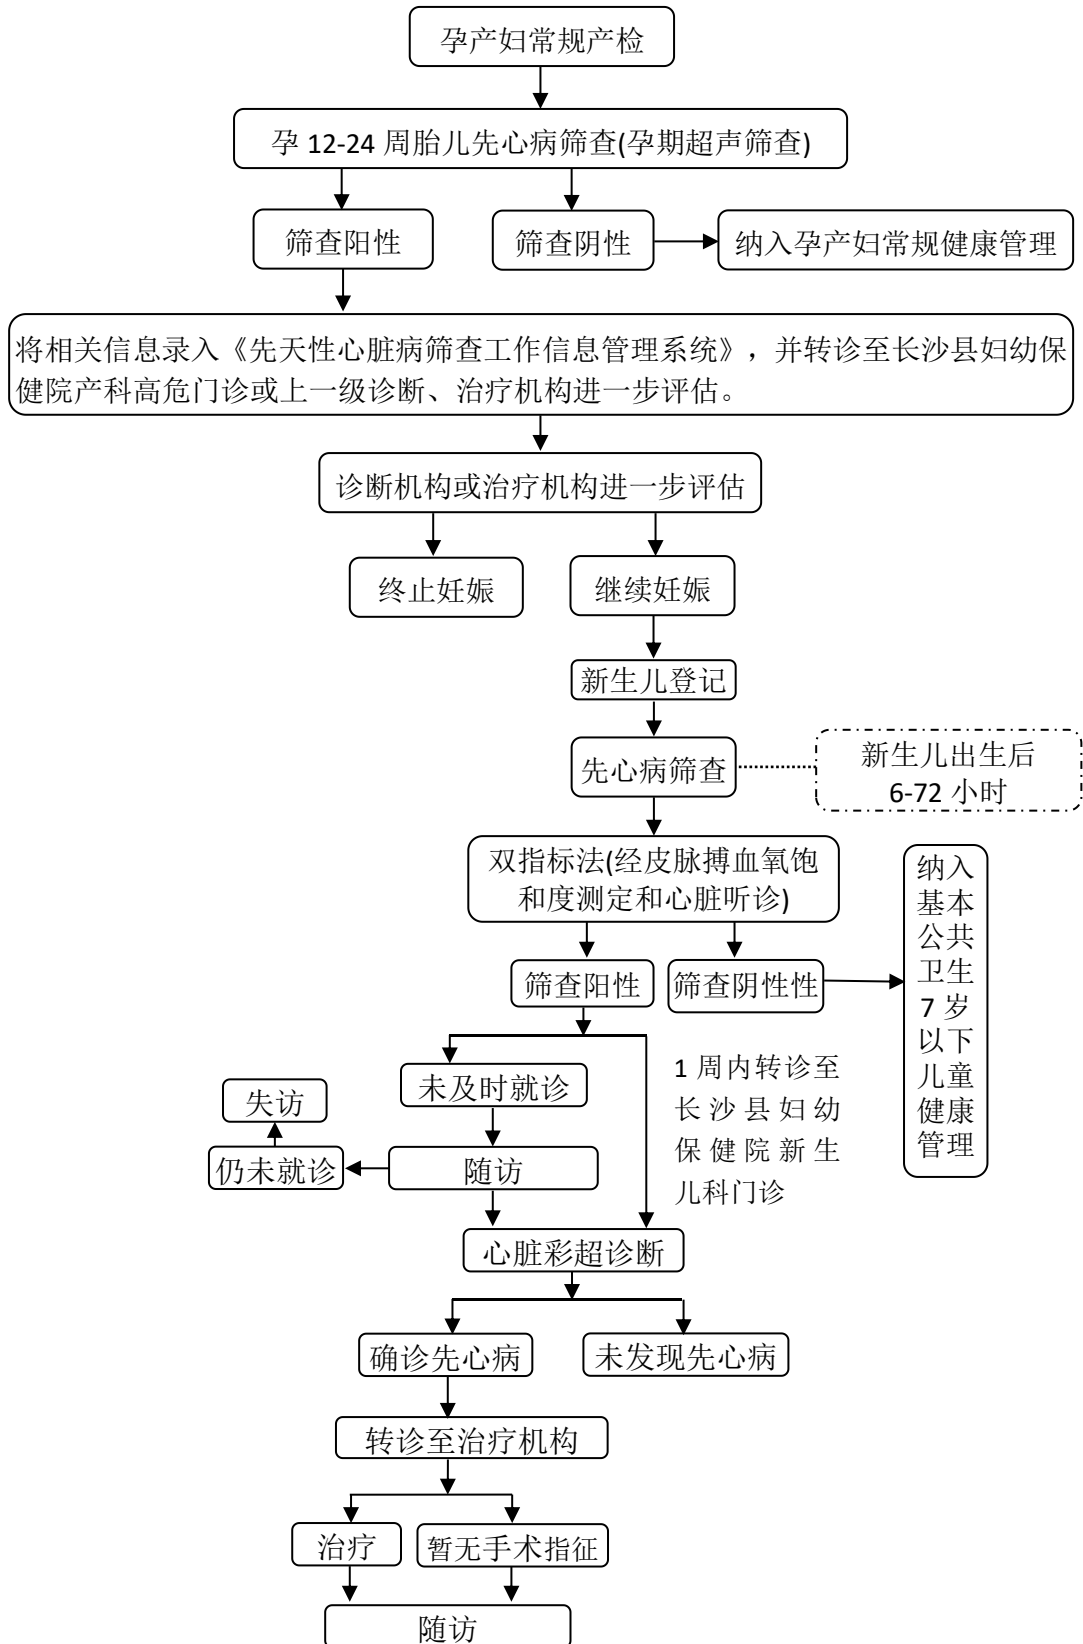 孕产妇常规产检
孕 12-24 周胎儿先心病筛查(孕期超声筛查)
筛查阳性
筛查阴性
纳入孕产妇常规健康管理
将相关信息录入《先天性心脏病筛查工作信息管理系统》，并转诊至长沙县妇幼保
健院产科高危门诊或上一级诊断、治疗机构进一步评估。
诊断机构或治疗机构进一步评估
终止妊娠
继续妊娠
新生儿登记
先心病筛查
新生儿出生后
6-72 小时
双指标法(经皮脉搏血氧饱
和度测定和心脏听诊)
纳入
基本
公共
卫生
7 岁
以下
儿童
健康
管理
筛查阳性
筛查阴性性
未及时就诊
1 周内转诊至
长沙县妇幼
保健院新生
儿科门诊
失访
仍未就诊
随访
心脏彩超诊断
确诊先心病
未发现先心病
转诊至治疗机构
治疗
暂无手术指征
随访